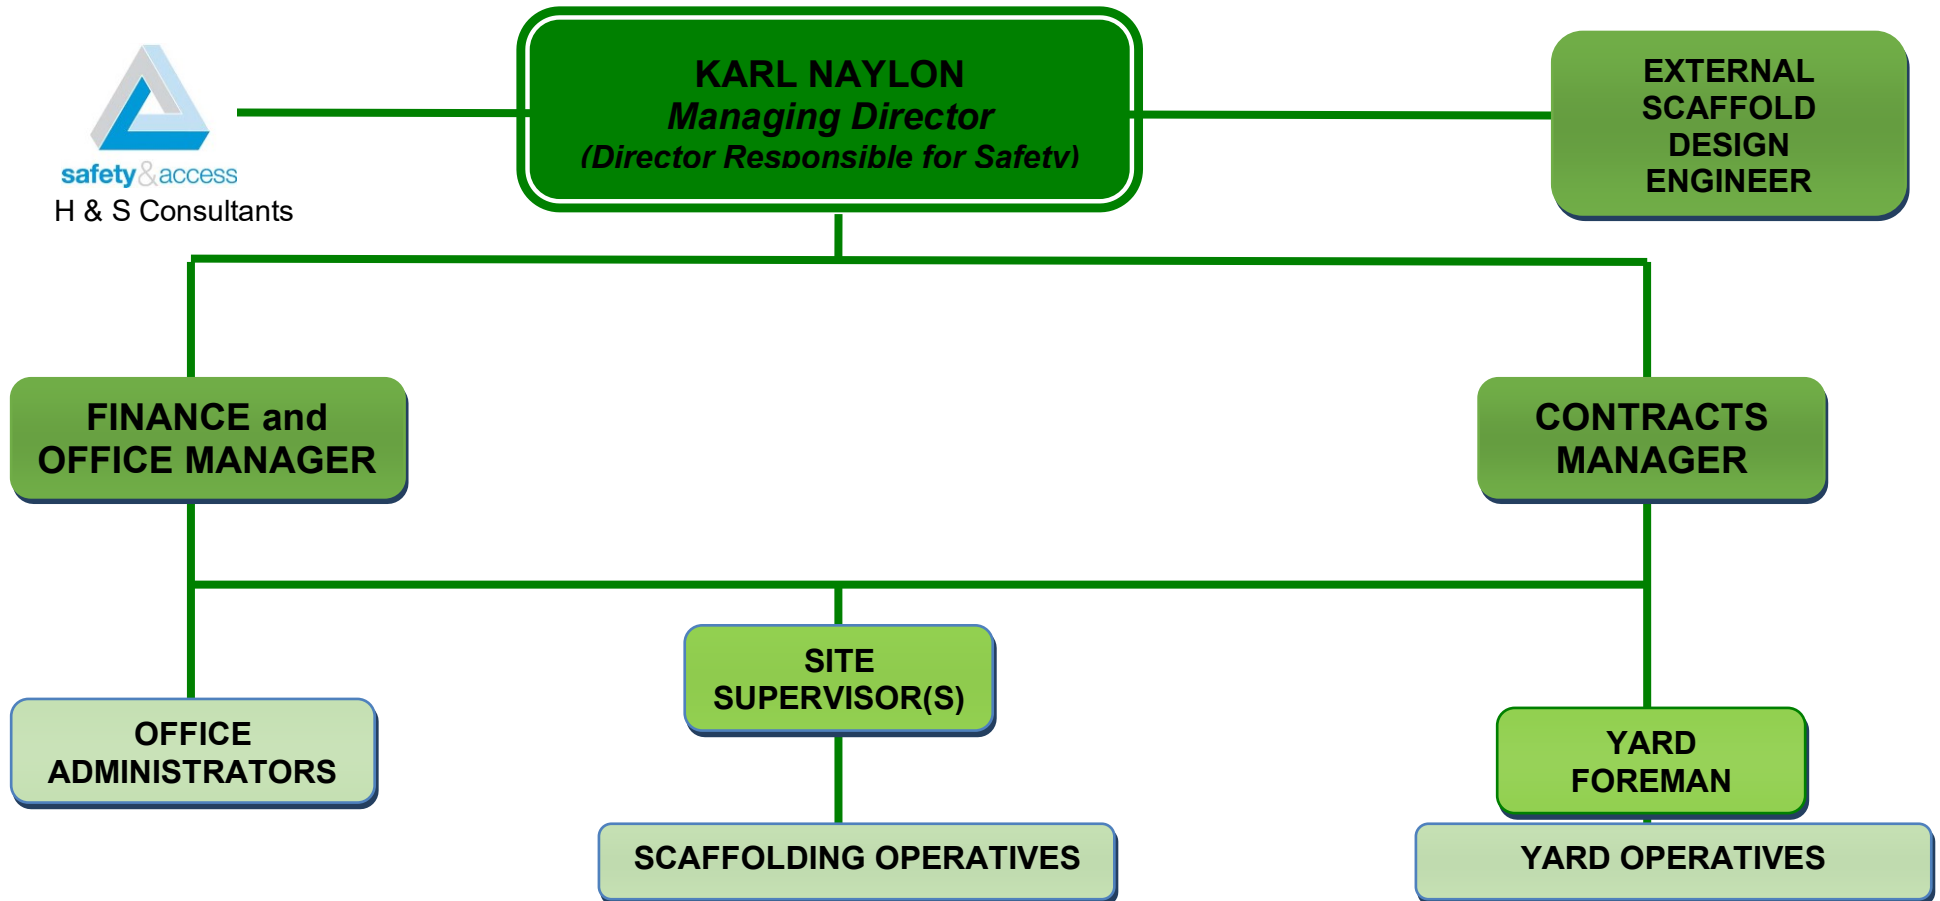 KARL NAYLON
Managing Director
(Director Responsible for Safety)
safety&access
H & S Consultants
EXTERNAL
SCAFFOLD
DESIGN
ENGINEER
FINANCE and
OFFICE MANAGER
CONTRACTS
MANAGER
SITE
SUPERVISOR(S)
OFFICE
ADMINISTRATORS
YARD
FOREMAN
SCAFFOLDING OPERATIVES
YARD OPERATIVES